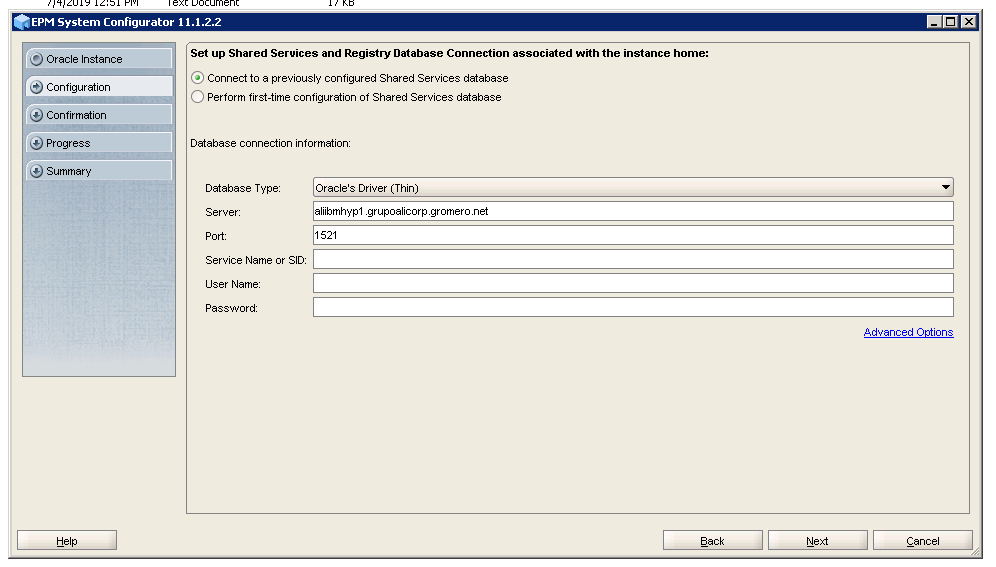 7/4/2019 12:51 PM Text Document 17 KB
EPM System Configurator 11.1.2.2
Oracle Instance
Configuration
Confirmation
Progress
Summary
Set up Shared Services and Registry Database Connection associated with the instance home:
Connect to a previously configured Shared Services database
Perform first-time configuration of Shared Services database
Database connection information:
Database Type: Oracle's Driver (Thin)
Server: aliibmhyp1.grupoalicorp.gromero.net
Port: 1521
Service Name or SID:
User Name:
Password:
Advanced Options
Help Back Next Cancel